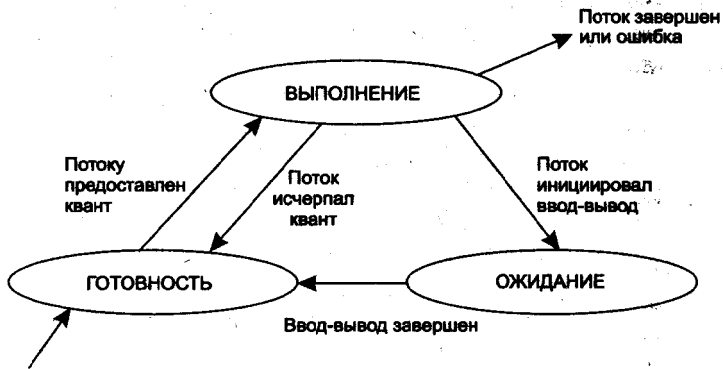 Поток завершен
или ошибка
ВЫПОЛНЕНИЕ
Потоку
предоставлен
квант
Поток
исчерпал
квант
Поток
инициировал
ввод-вывод
ГОТОВНОСТЬ
ОЖИДАНИЕ
Ввод-вывод завершен